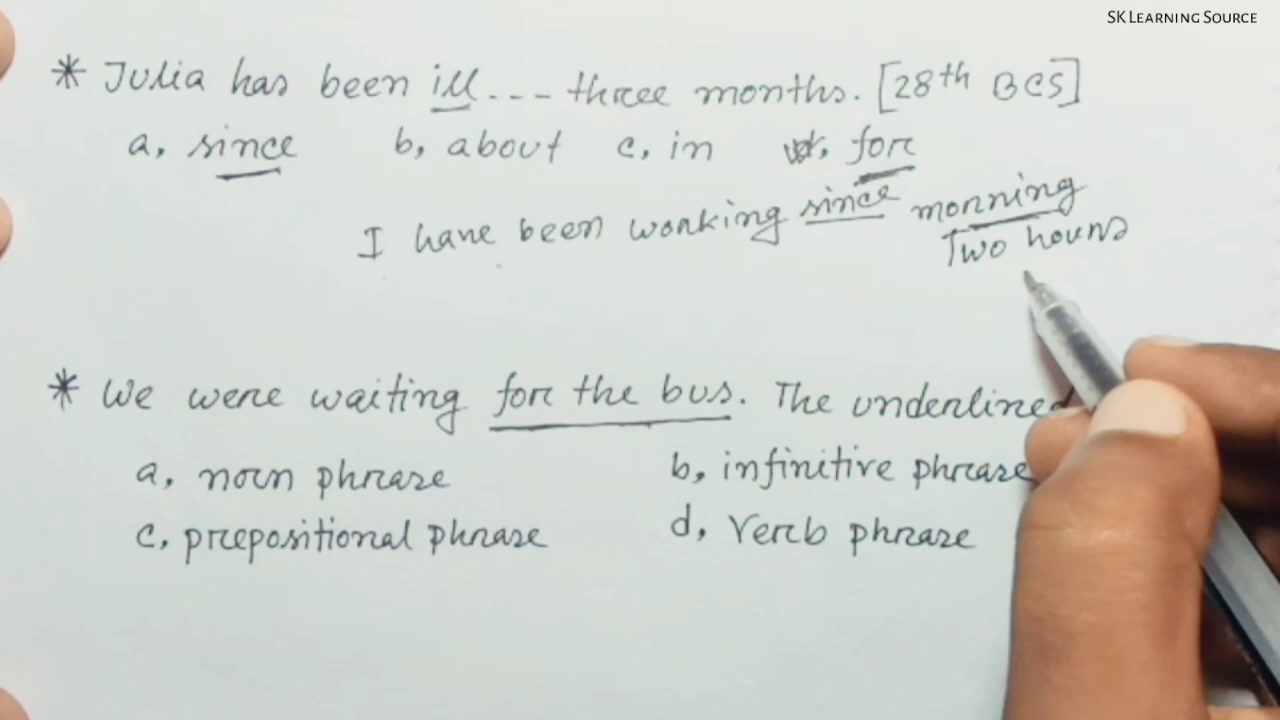 SK LEARNING SOURCE
* Julia has been ill... three months. [28th BCS]
a, since b, about c, in d, for
I have been working since morning
Two hours
* We were waiting for the bus. The underlined
a, noun phrase b, infinitive phrase
c, prepositional phrase d, Verb phrase